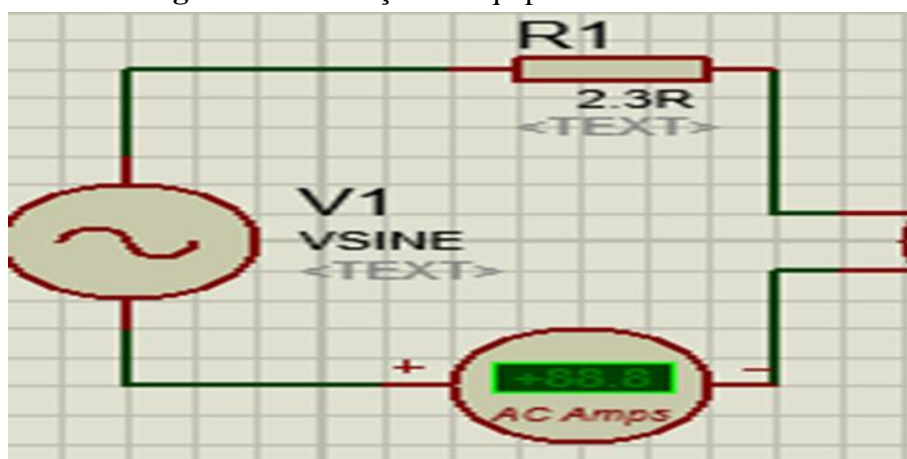 R1
2.3R
<TEXT>
V1
VSINE
<TEXT>
+
+88.8
−
AC Amps